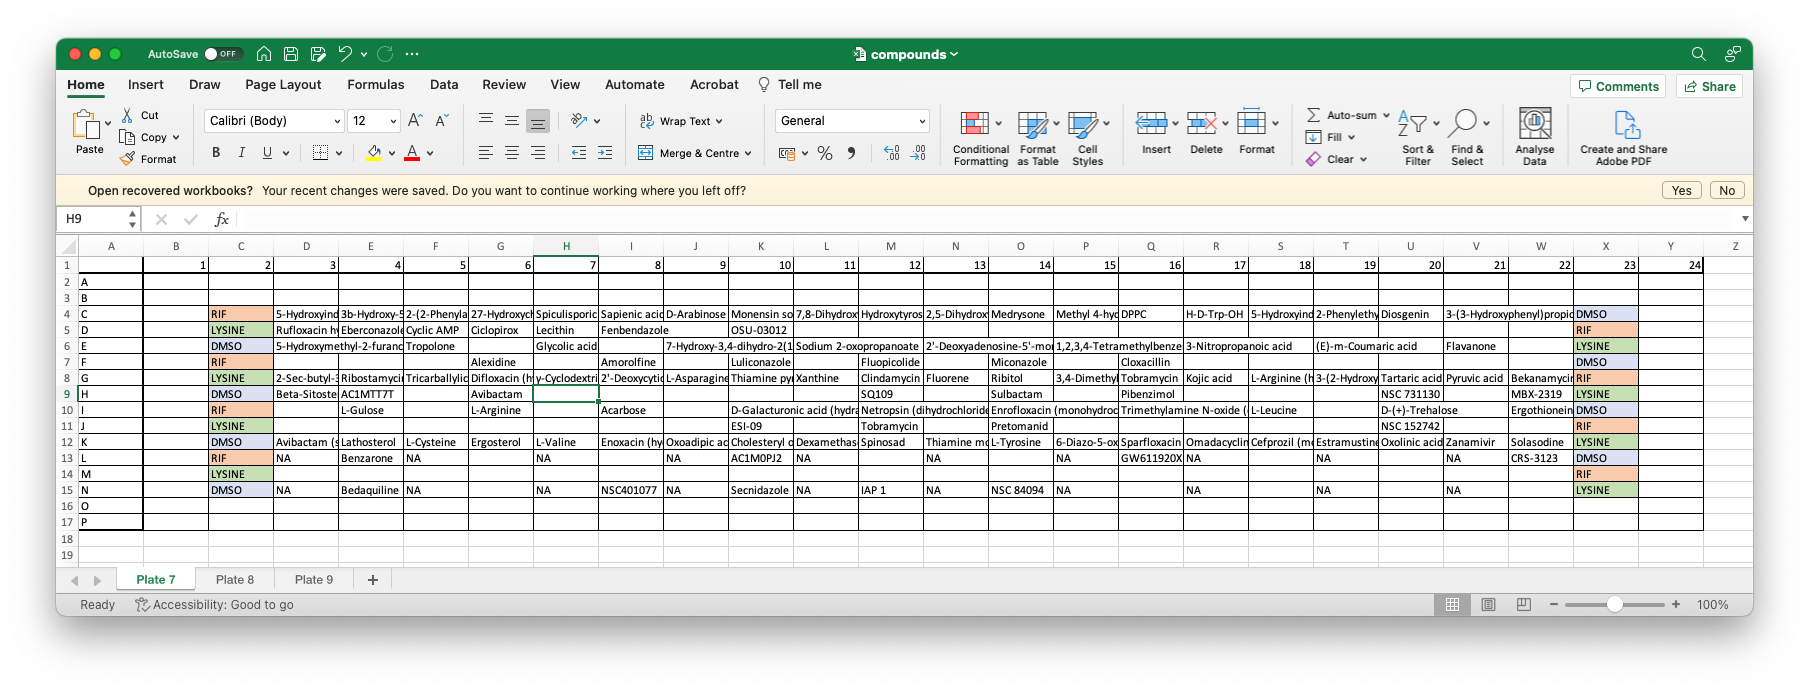 AutoSave OFF compounds
Home Insert Draw Page Layout Formulas Data Review View Automate Acrobat Tell me Comments Share
Paste Cut Copy Format
Calibri (Body) 12 A A
B I U A
Wrap Text
Merge & Centre
General
% 9
Conditional Formatting Format as Table Cell Styles
Insert Delete Format
Auto-sum
Fill
Clear
Sort & Filter Find & Select
Analyse Data
Create and Share Adobe PDF
Open recovered workbooks? Your recent changes were saved. Do you want to continue working where you left off? Yes No
H9 fx
A B C D E F G H I J K L M N O P Q R S T U V W X Y Z
1 1 2 3 4 5 6 7 8 9 10 11 12 13 14 15 16 17 18 19 20 21 22 23 24
2 A
3 B
4 C RIF 5-Hydroxyind 3b-Hydroxy-5 2-(2-Phenyla 27-Hydroxych Spiculisporic Sapienic acid D-Arabinose Monensin so 7,8-Dihydrox Hydroxytyros 2,5-Dihydrox Medrysone Methyl 4-hyd DPPC H-D-Trp-OH 5-Hydroxyind 2-Phenylethy Diosgenin 3-(3-Hydroxyphenyl)propic DMSO
5 D LYSINE Rufloxacin hy Eberconazole Cyclic AMP Ciclopirox Lecithin Fenbendazole OSU-03012 RIF
6 E DMSO 5-Hydroxymethyl-2-furanc Tropolone Glycolic acid 7-Hydroxy-3,4-dihydro-2(1 Sodium 2-oxopropanoate 2'-Deoxyadenosine-5'-mor 1,2,3,4-Tetramethylbenze 3-Nitropropanoic acid (E)-m-Coumaric acid Flavanone LYSINE
7 F RIF Alexidine Amorolfine Luliconazole Fluopicolide Miconazole Cloxacillin DMSO
8 G LYSINE 2-Sec-butyl-3 Ribostamycin Tricarballylic Difloxacin (h y-Cyclodextri 2'-Deoxycytid L-Asparagine Thiamine pyr Xanthine Clindamycin Fluorene Ribitol 3,4-Dimethyl Tobramycin Kojic acid L-Arginine (h 3-(2-Hydroxy Tartaric acid Pyruvic acid Bekanamycin RIF
9 H DMSO Beta-Sitoste AC1MTT7T Avibactam SQ109 Sulbactam Pibenzimol NSC 731130 MBX-2319 LYSINE
10 I RIF L-Gulose L-Arginine Acarbose D-Galacturonic acid (hydra Netropsin (dihydrochloride Enrofloxacin (monohydroc Trimethylamine N-oxide ( L-Leucine D-(+)-Trehalose Ergothionein DMSO
11 J LYSINE ESI-09 Tobramycin Pretomanid NSC 152742 RIF
12 K DMSO Avibactam (s Lathosterol L-Cysteine Ergosterol L-Valine Enoxacin (hy Oxoadipic ac Cholesteryl o Dexamethas Spinosad Thiamine mo L-Tyrosine 6-Diazo-5-ox Sparfloxacin Omadacyclin Cefprozil (mo Estramustine Oxolinic acid Zanamivir Solasodine LYSINE
13 L RIF NA Benzarone NA NA NA AC1M0PJ2 NA NA NA GW611920X NA NA NA CRS-3123 DMSO
14 M LYSINE RIF
15 N DMSO NA Bedaquiline NA NA NSC401077 NA Secnidazole NA IAP 1 NA NSC 84094 NA NA NA NA LYSINE
16 O
17 P
18
19
Plate 7 Plate 8 Plate 9 +
Ready Accessibility: Good to go 100%